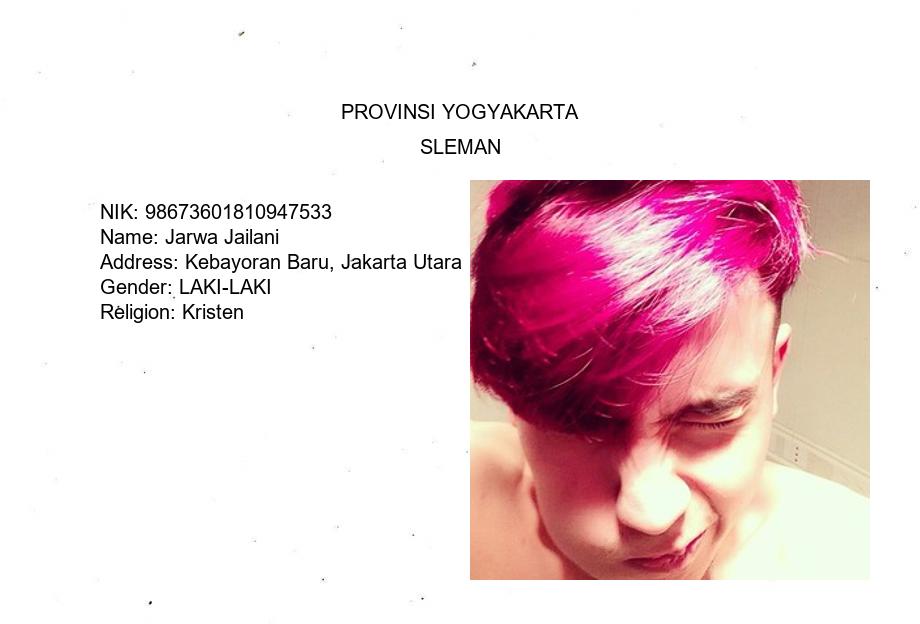 PROVINSI YOGYAKARTA
SLEMAN
NIK: 98673601810947533
Name: Jarwa Jailani
Address: Kebayoran Baru, Jakarta Utara
Gender: LAKI-LAKI
Religion: Kristen